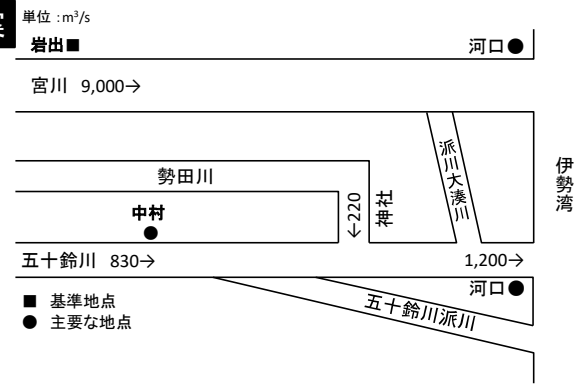 単位:m³/s
岩出■
河口●
宮川 9,000→
派川大湊川
伊勢湾
勢田川
←220
神社
中村
●
五十鈴川 830→
1,200→
河口●
五十鈴川派川
■ 基準地点
● 主要な地点